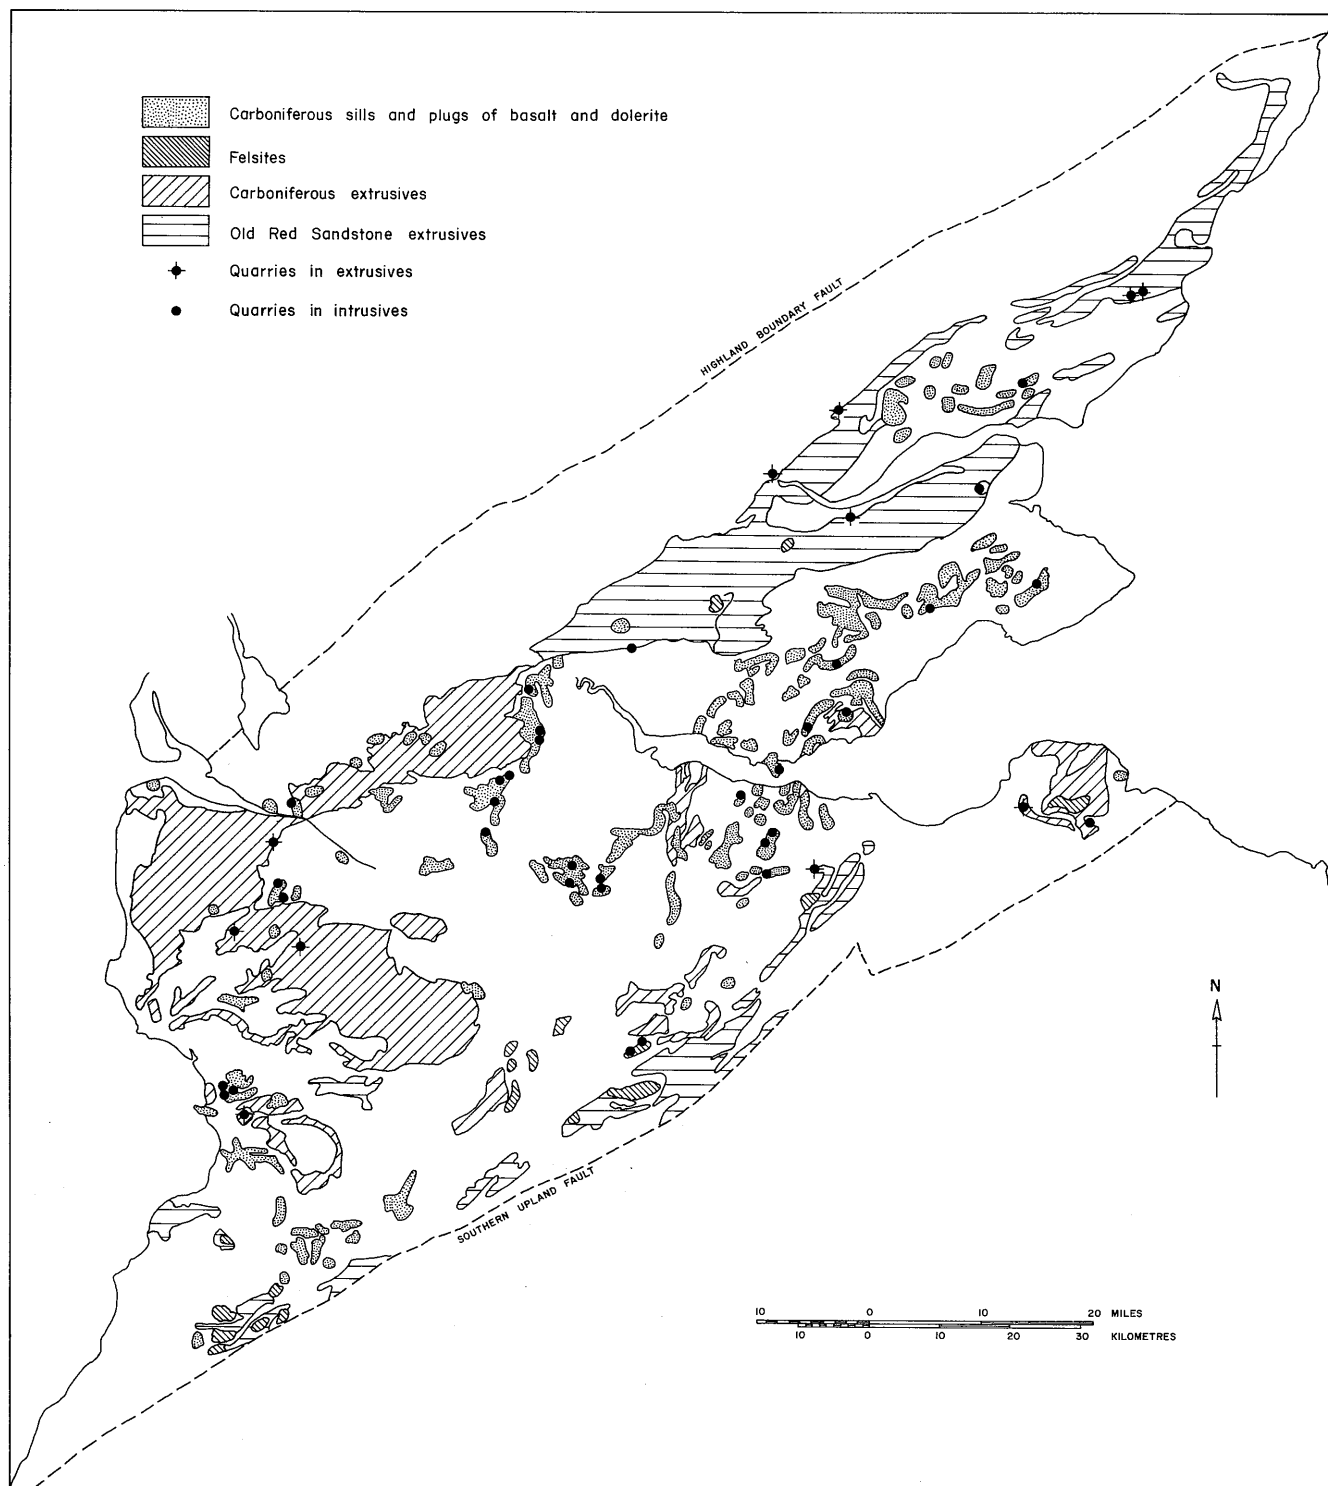 Carboniferous sills and plugs of basalt and dolerite
Felsites
Carboniferous extrusives
Old Red Sandstone extrusives
Quarries in extrusives
Quarries in intrusives
HIGHLAND BOUNDARY FAULT
N
SOUTHERN UPLAND FAULT
10 0 10 20 MILES
10 0 10 20 30 KILOMETRES